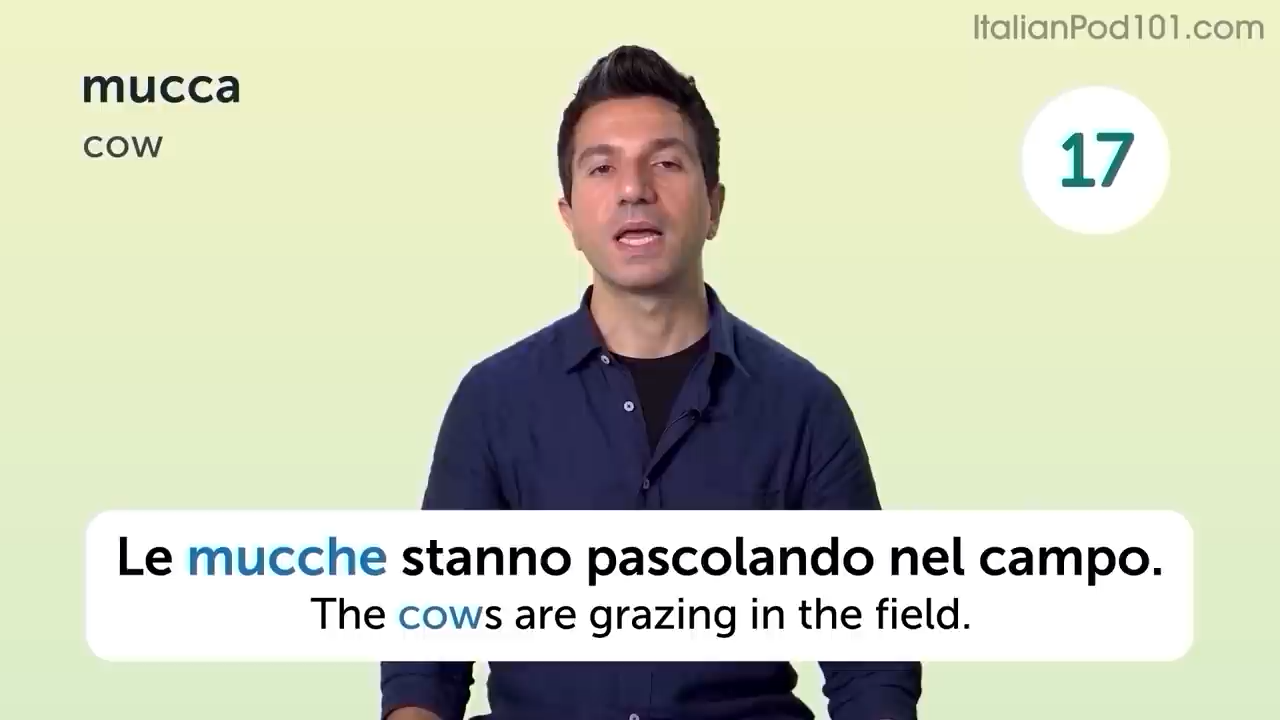 ItalianPod101.com
mucca
cow
17
Le mucche stanno pascolando nel campo.
The cows are grazing in the field.